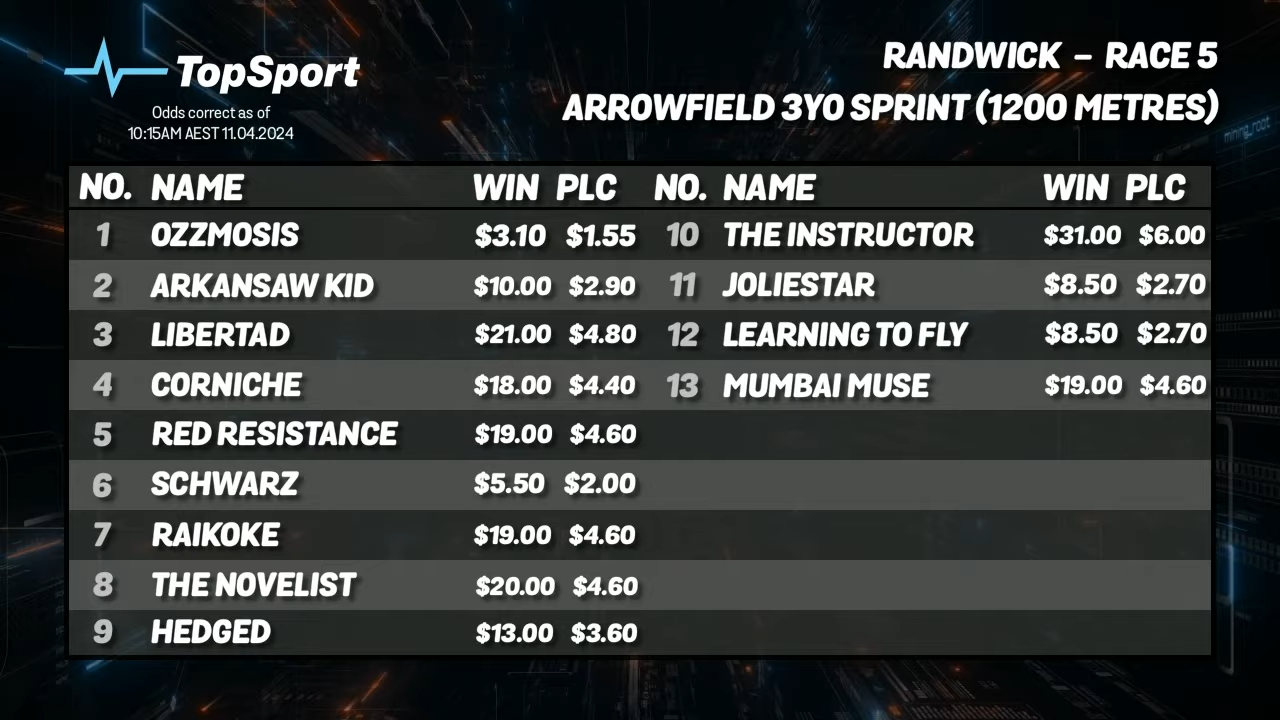 TopSport
Odds correct as of
10:15AM AEST 11.04.2024
RANDWICK – RACE 5
ARROWFIELD 3YO SPRINT (1200 METRES)
NO. NAME WIN PLC NO. NAME WIN PLC
1 OZZMOSIS $3.10 $1.55 10 THE INSTRUCTOR $31.00 $6.00
2 ARKANSAW KID $10.00 $2.90 11 JOLIESTAR $8.50 $2.70
3 LIBERTAD $21.00 $4.80 12 LEARNING TO FLY $8.50 $2.70
4 CORNICHE $18.00 $4.40 13 MUMBAI MUSE $19.00 $4.60
5 RED RESISTANCE $19.00 $4.60
6 SCHWARZ $5.50 $2.00
7 RAIKOKE $19.00 $4.60
8 THE NOVELIST $20.00 $4.60
9 HEDGED $13.00 $3.60
mining_root